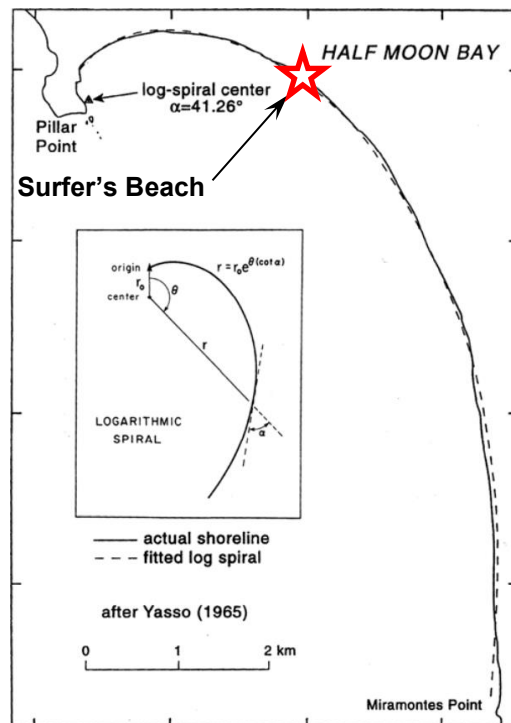 HALF MOON BAY
log-spiral center
α=41.26°
Pillar
Point
Surfer's Beach
r = r₀e^θ(cot α)
origin
r₀
θ
center
r
LOGARITHMIC
SPIRAL
α
actual shoreline
fitted log spiral
after Yasso (1965)
0 1 2 km
Miramontes Point